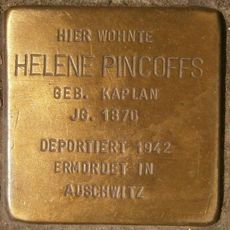 HIER WOHNTE
HELENE PINCOFFS
GEB. KAPLAN
JG. 1876
DEPORTIERT 1942
ERMORDET IN
AUSCHWITZ